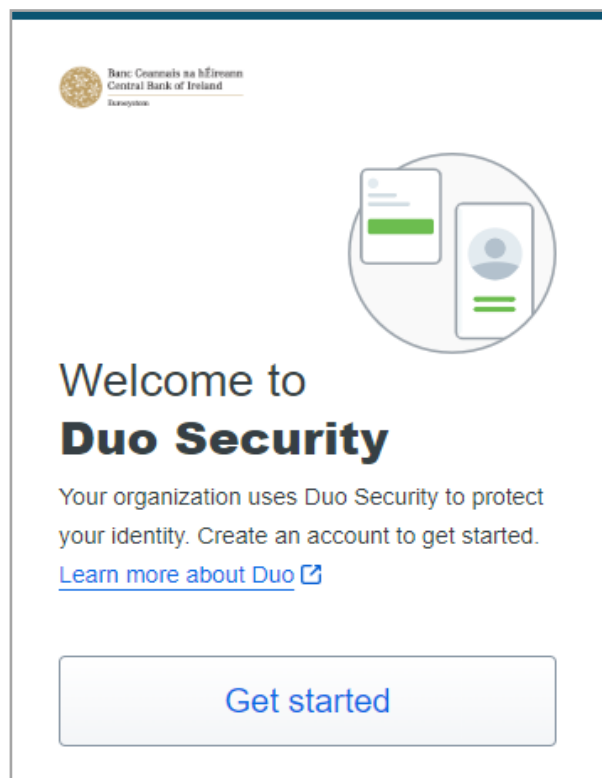 Banc Ceannais na hÉireann
Central Bank of Ireland
Eurosystem
Welcome to
Duo Security
Your organization uses Duo Security to protect
your identity. Create an account to get started.
Learn more about Duo
Get started